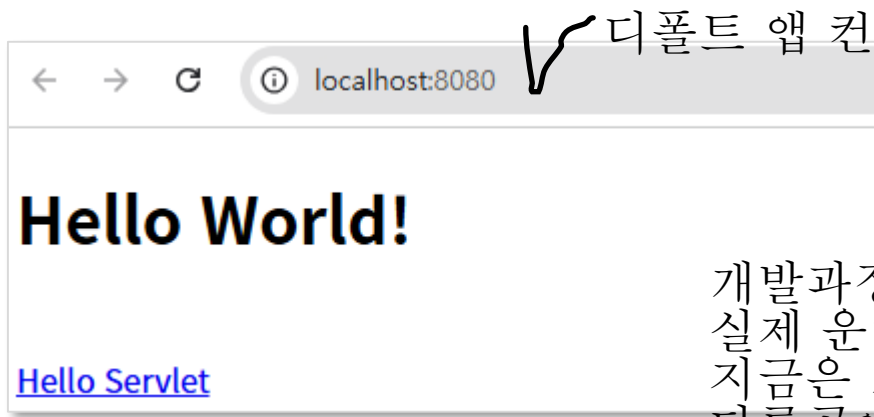 디폴트 앱 컨
localhost:8080
Hello World!
개발과정
실제 운
지금은
Hello Servlet